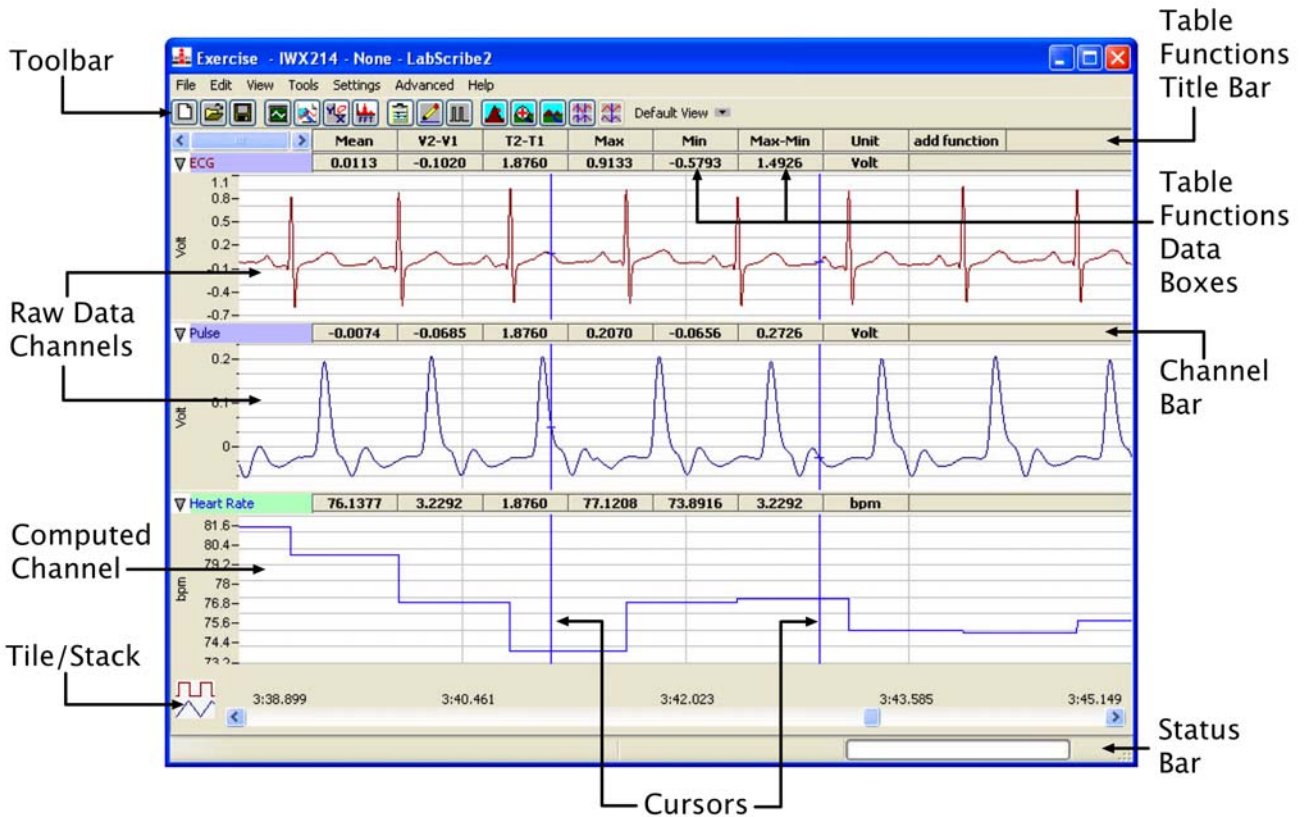 Table
Functions
Title Bar
Toolbar
Exercise - IWX214 - None - LabScribe2
File Edit View Tools Settings Advanced Help
Default View
Mean V2-V1 T2-T1 Max Min Max-Min Unit add function
ECG 0.0113 -0.1020 1.8760 0.9133 -0.5793 1.4926 Volt
1.1
0.8
0.5
0.2
-0.1
-0.4
-0.7
Volt
Table
Functions
Data
Boxes
Raw Data
Channels
Pulse -0.0074 -0.0685 1.8760 0.2070 -0.0656 0.2726 Volt
0.2
0.1
0
Volt
Channel
Bar
Heart Rate 76.1377 3.2292 1.8760 77.1208 73.8916 3.2292 bpm
81.6
80.4
79.2
78
76.8
75.6
74.4
73.2
bpm
Computed
Channel
Tile/Stack
3:38.899 3:40.461 3:42.023 3:43.585 3:45.149
Status
Bar
Cursors